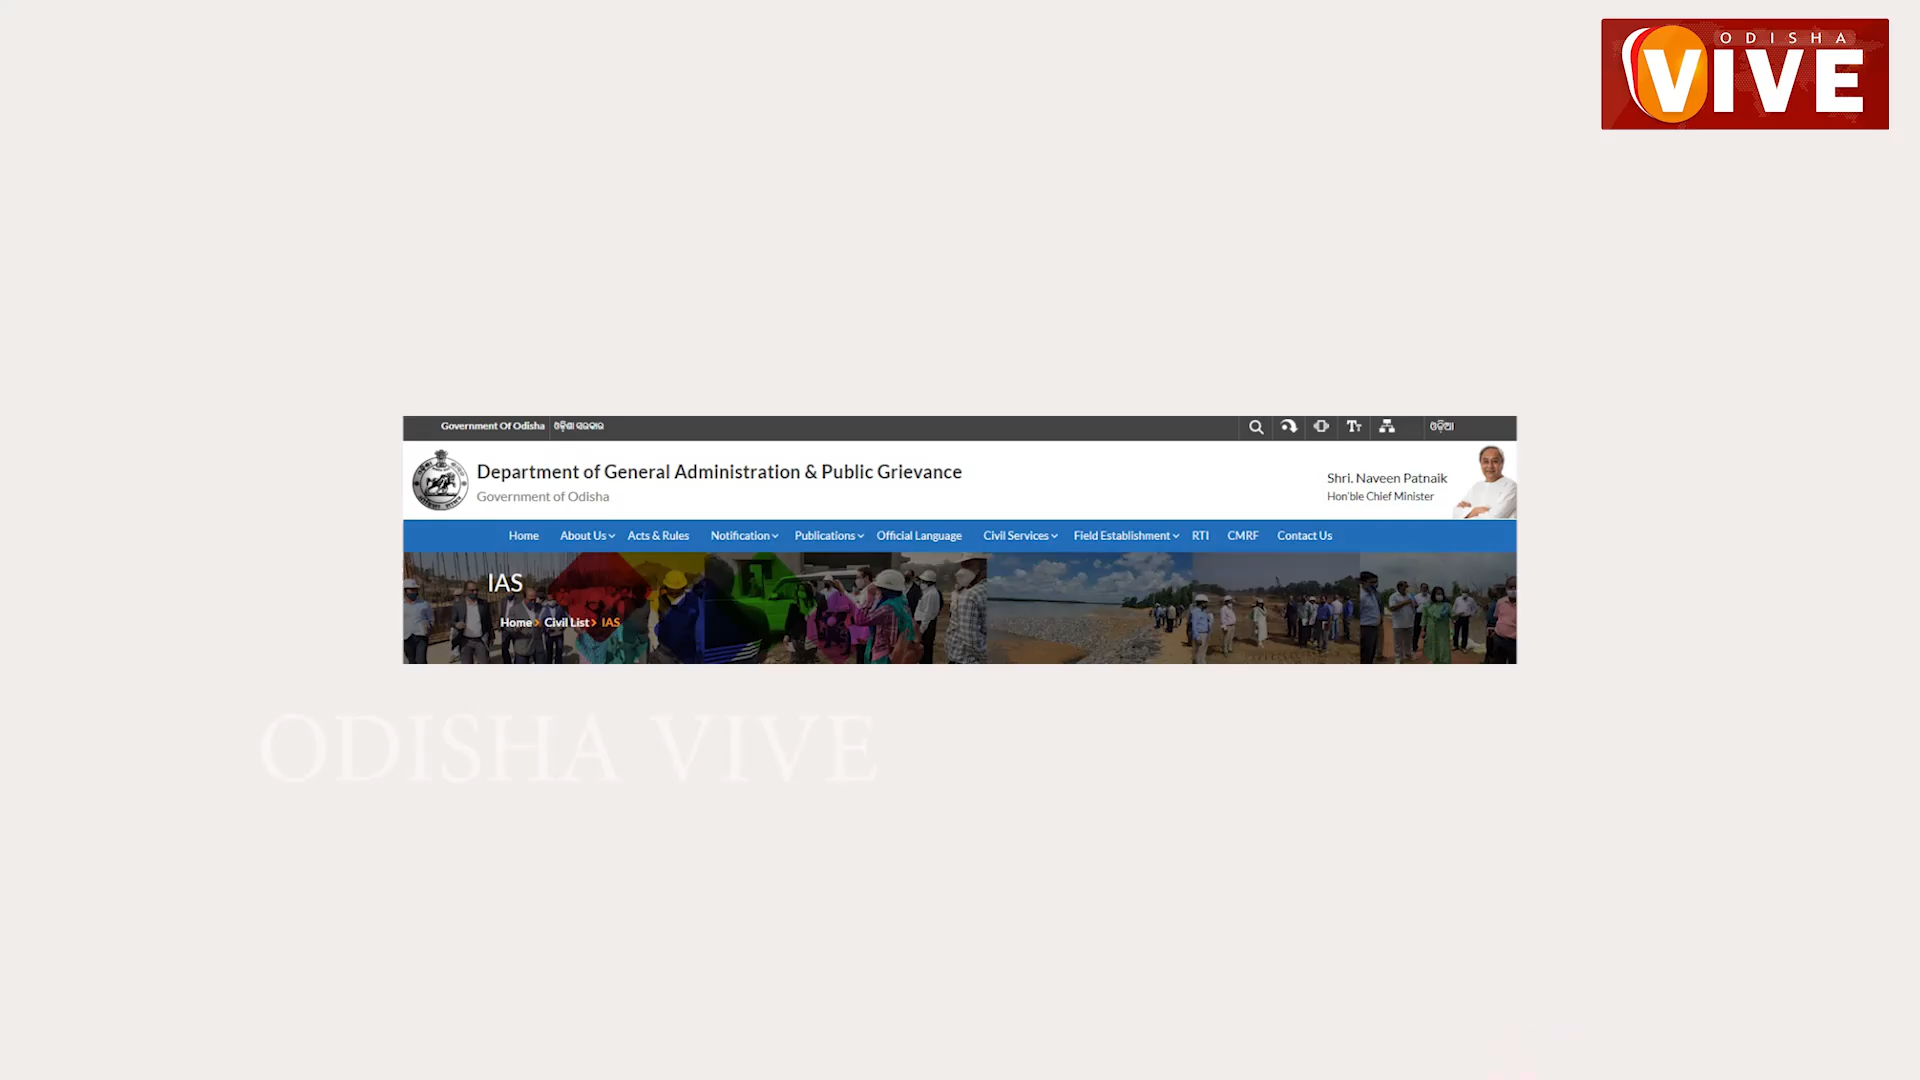 ODISHA
VIVE
Government Of Odisha ଓଡ଼ିଶା ସରକାର
ଓଡ଼ିଆ
Department of General Administration & Public Grievance
Government of Odisha
Shri. Naveen Patnaik
Hon'ble Chief Minister
Home About Us Acts & Rules Notification Publications Official Language Civil Services Field Establishment RTI CMRF Contact Us
IAS
Home > Civil List > IAS
ODISHA VIVE